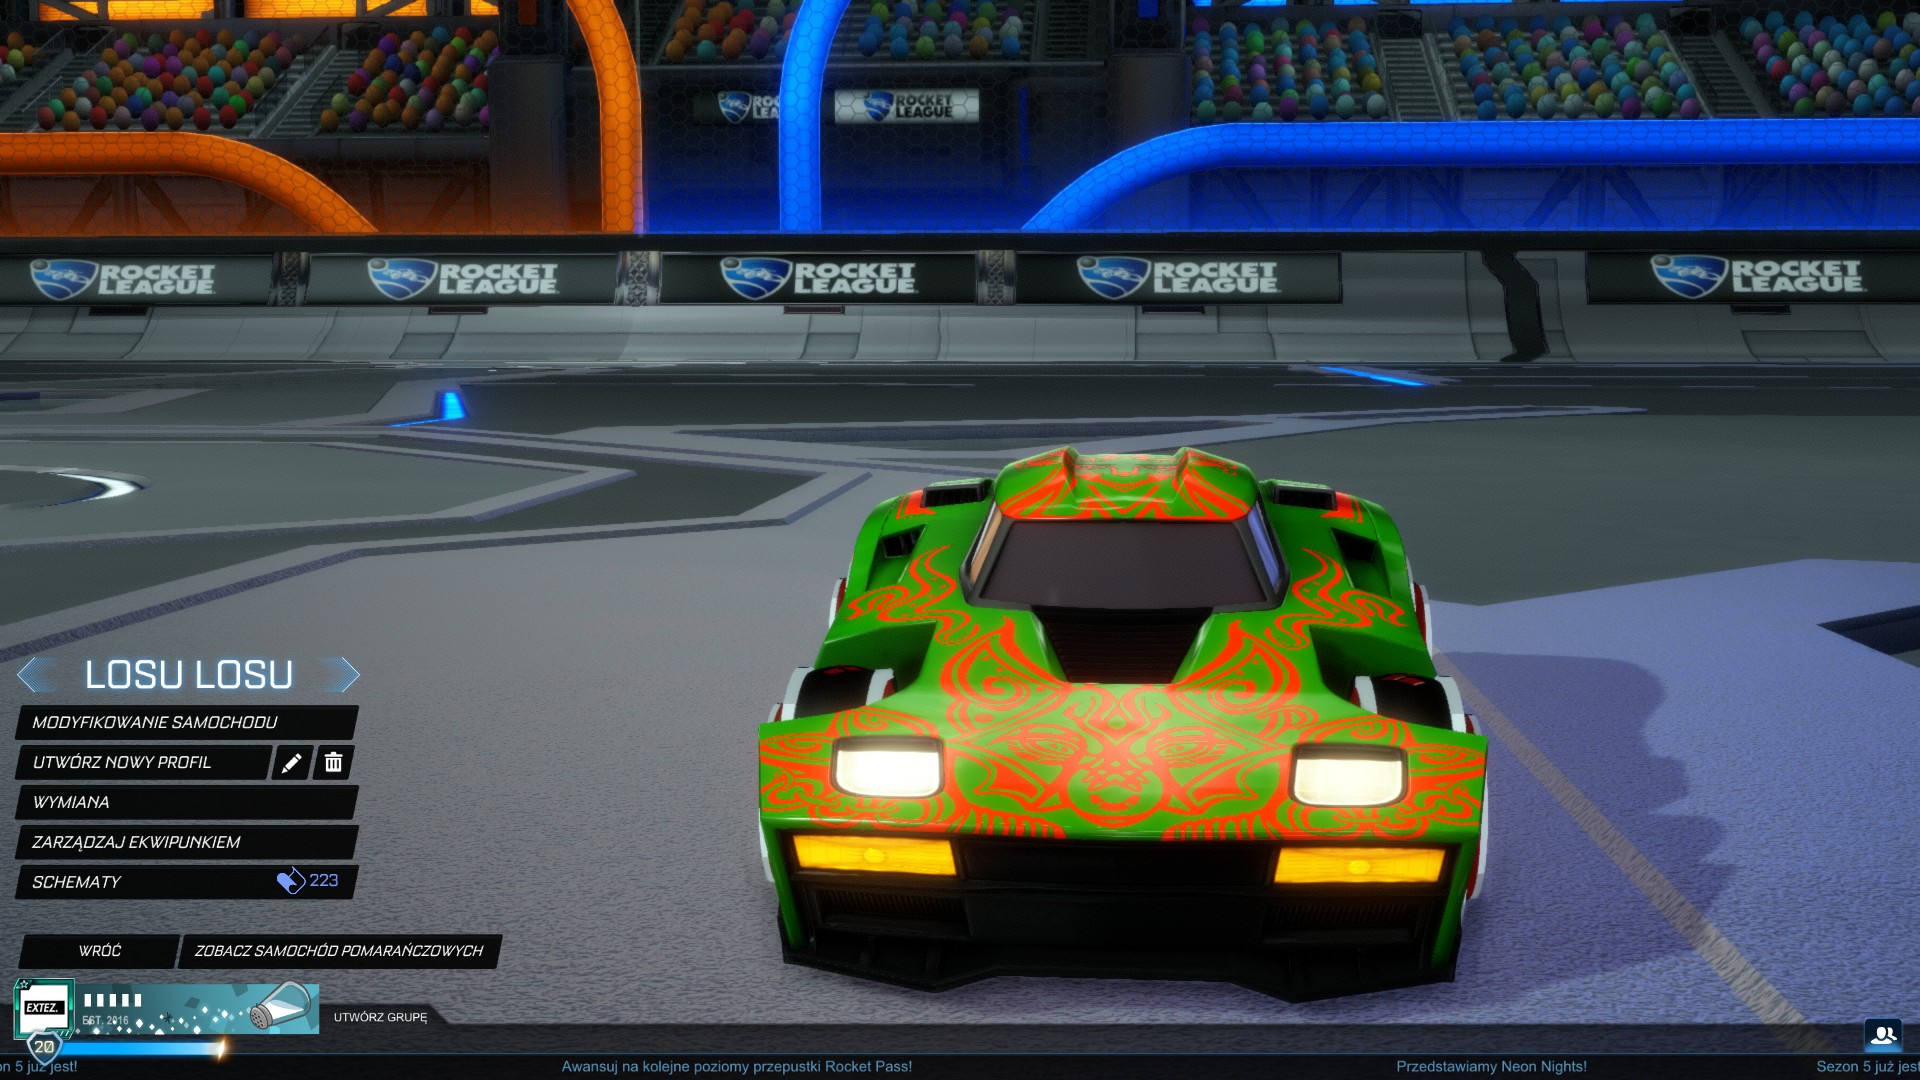 ROCKET
LEAGUE
ROCKET
LEAGUE
ROCKET
LEAGUE
ROCKET
LEAGUE
ROCKET
LEAGUE
ROCKET
LEAGUE
LOSU LOSU
MODYFIKOWANIE SAMOCHODU
UTWÓRZ NOWY PROFIL
WYMIANA
ZARZĄDZAJ EKWIPUNKIEM
SCHEMATY 223
WRÓĆ ZOBACZ SAMOCHÓD POMARAŃCZOWYCH
EXTEZ. IIIII
EST. 2016
UTWÓRZ GRUPĘ
20
on 5 już jest! Awansuj na kolejne poziomy przepustki Rocket Pass! Przedstawiamy Neon Nights! Sezon 5 już jest